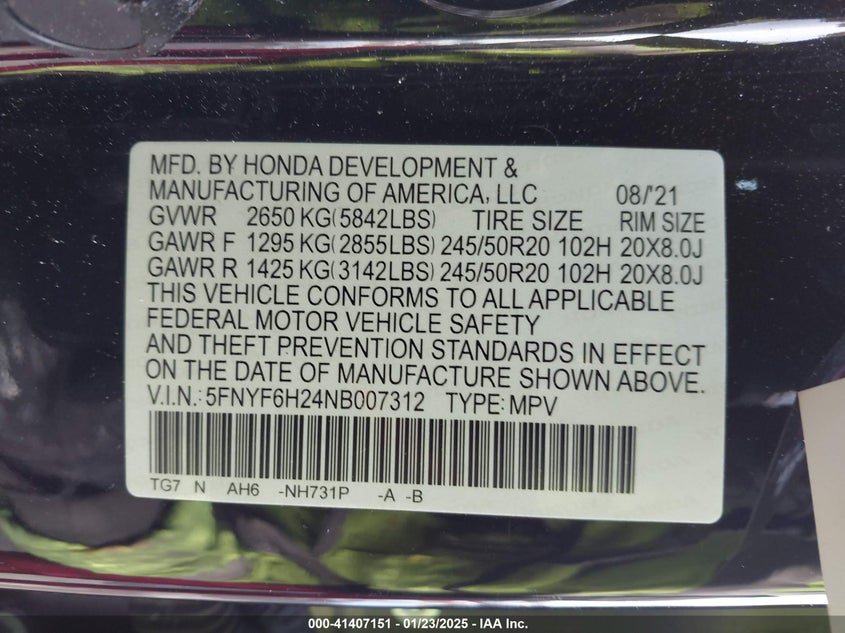 MFD. BY HONDA DEVELOPMENT &
MANUFACTURING OF AMERICA, LLC 08/'21
GVWR 2650 KG(5842LBS) TIRE SIZE RIM SIZE
GAWR F 1295 KG(2855LBS) 245/50R20 102H 20X8.0J
GAWR R 1425 KG(3142LBS) 245/50R20 102H 20X8.0J
THIS VEHICLE CONFORMS TO ALL APPLICABLE
FEDERAL MOTOR VEHICLE SAFETY
AND THEFT PREVENTION STANDARDS IN EFFECT
ON THE DATE OF MANUFACTURE SHOWN ABOVE.
V.I.N.: 5FNYF6H24NB007312 TYPE: MPV
TG7 N AH6 -NH731P -A -B
000-41407151 — 01/23/2025 — IAA Inc.